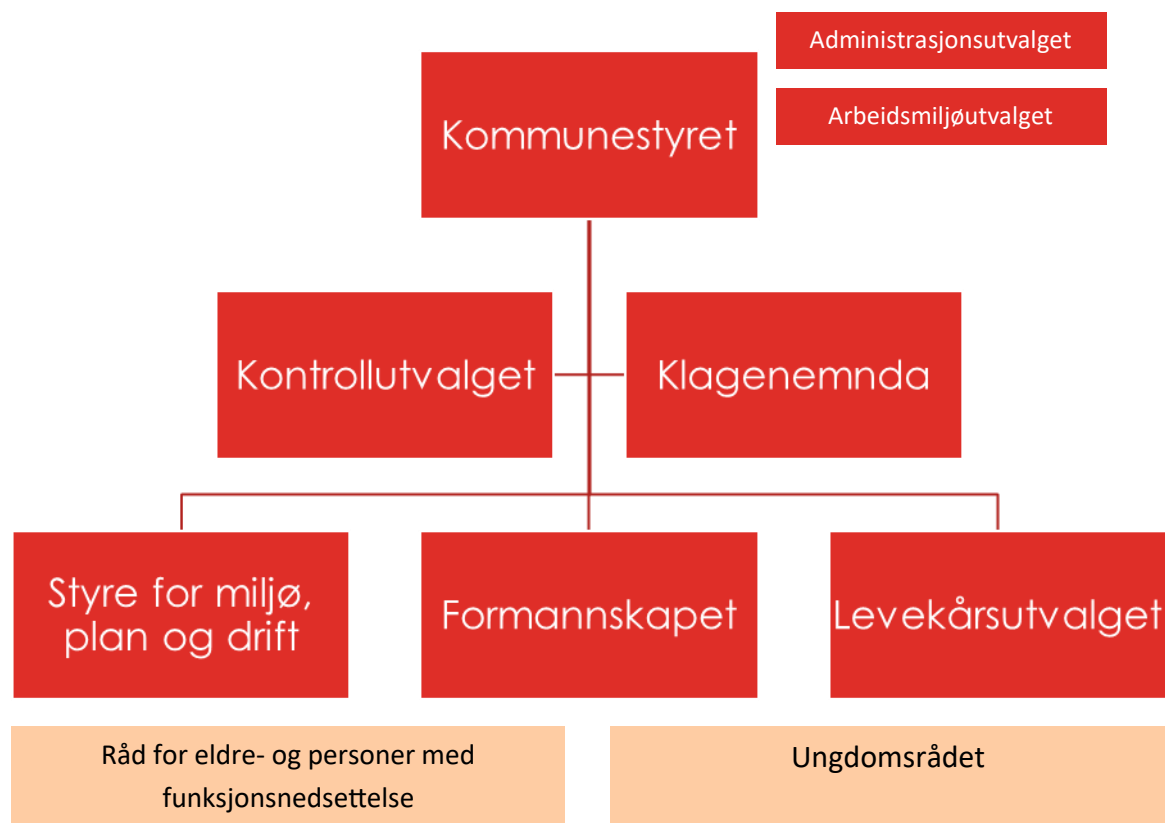 Administrasjonsutvalget
Kommunestyret
Arbeidsmiljøutvalget
Kontrollutvalget
Klagenemnda
Styre for miljø,
plan og drift
Formannskapet
Levekårsutvalget
Råd for eldre- og personer med
funksjonsnedsettelse
Ungdomsrådet